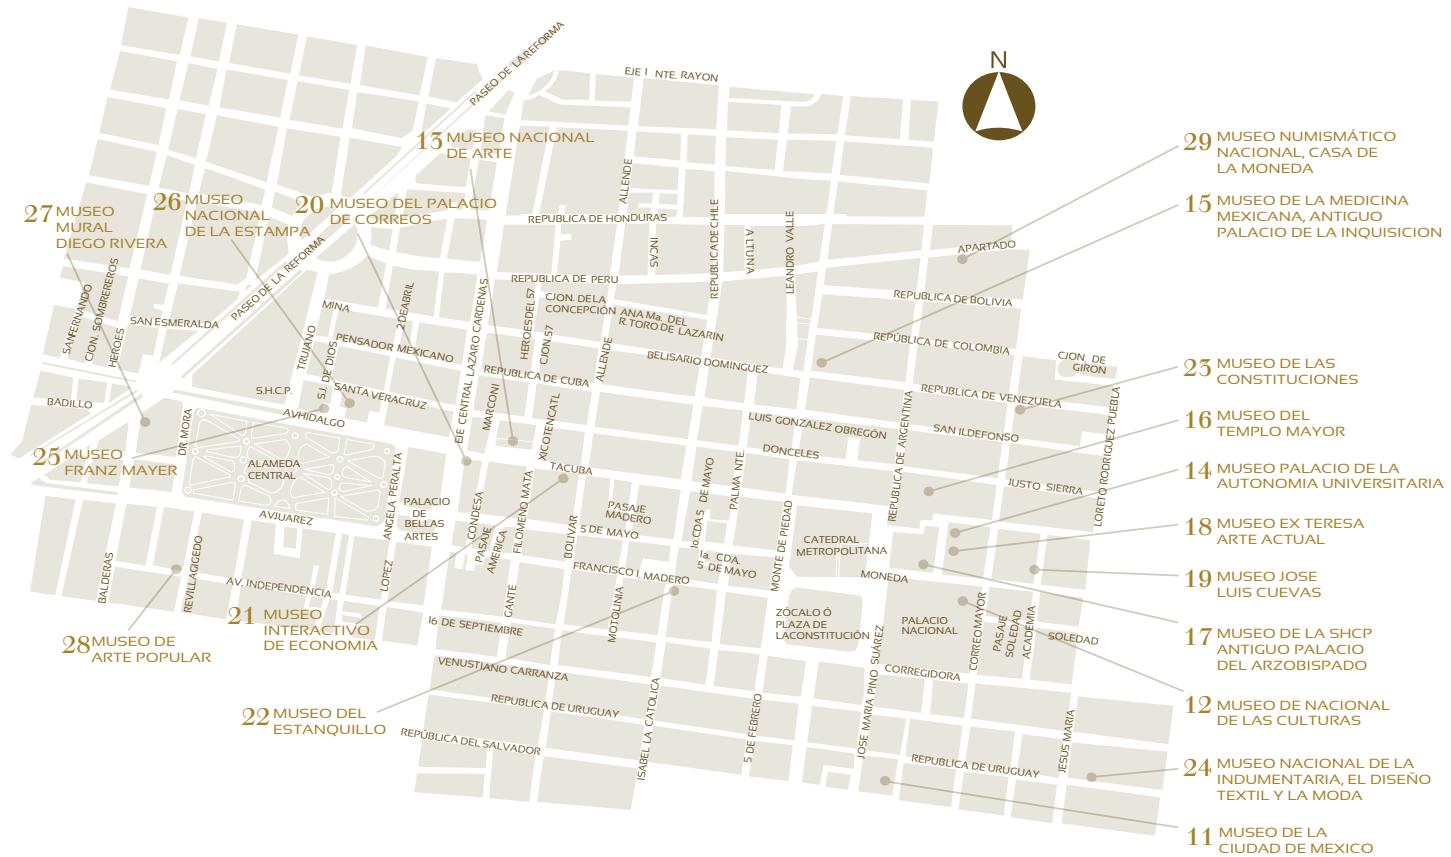 N
EJE 1 NTE. RAYON
PASEO DE LA REFORMA
13 MUSEO NACIONAL
DE ARTE
29 MUSEO NUMISMÁTICO
NACIONAL, CASA DE
LA MONEDA
15 MUSEO DE LA MEDICINA
MEXICANA, ANTIGUO
PALACIO DE LA INQUISICION
27 MUSEO
MURAL
DIEGO RIVERA
26 MUSEO
NACIONAL
DE LA ESTAMPA
20 MUSEO DEL PALACIO
DE CORREOS
ALLENDE
REPUBLICA DE HONDURAS
INCAS
REPUBLICA DE CHILE
ALTUNA
LEANDRO VALLE
APARTADO
PASEO DE LA REFORMA
REPUBLICA DE PERU
REPUBLICA DE BOLIVIA
SAN FERNANDO
CJON. SOMBREREROS
HEROES
SAN ESMERALDA
MINA
2 DE ABRIL
EJE CENTRAL LAZARO CARDENAS
HEROES DEL 57
CJON. 57
CJON. DE LA
CONCEPCIÓN
ANA Ma. DEL
R. TORO DE LAZARIN
ALLENDE
TRUJANO
S.J. DE DIOS
PENSADOR MEXICANO
BELISARIO DOMINGUEZ
REPÚBLICA DE COLOMBIA
CJON. DE
GIRON
23 MUSEO DE LAS
CONSTITUCIONES
REPUBLICA DE CUBA
REPUBLICA DE VENEZUELA
BADILLO
S.H.C.P.
SANTA VERACRUZ
AV HIDALGO
DR. MORA
MARCONI
XICOTENCATL
LUIS GONZALEZ OBREGÓN
SAN ILDEFONSO
REPUBLICA DE ARGENTINA
LORETO RODRIGUEZ PUEBLA
16 MUSEO DEL
TEMPLO MAYOR
25 MUSEO
FRANZ MAYER
ALAMEDA
CENTRAL
ANGELA PERALTA
TACUBA
DONCELES
JUSTO SIERRA
14 MUSEO PALACIO DE LA
AUTONOMIA UNIVERSITARIA
PALACIO
DE
BELLAS
ARTES
CONDESA
PASAJE
AMERICA
FILOMENO MATA
BOLIVAR
PASAJE
MADERO
5 DE MAYO
1o. CDA. 5 DE MAYO
PALMA NTE.
MONTE DE PIEDAD
CATEDRAL
METROPOLITANA
18 MUSEO EX TERESA
ARTE ACTUAL
AV JUAREZ
BALDERAS
REVILLAGIGEDO
AV. INDEPENDENCIA
LOPEZ
GANTE
FRANCISCO I. MADERO
1a. CDA.
5 DE MAYO
MONEDA
19 MUSEO JOSE
LUIS CUEVAS
21 MUSEO
INTERACTIVO
DE ECONOMIA
16 DE SEPTIEMBRE
MOTOLINIA
ZÓCALO Ó
PLAZA DE
LACONSTITUCIÓN
PALACIO
NACIONAL
CORREO MAYOR
PASAJE
SOLEDAD
ACADEMIA
SOLEDAD
17 MUSEO DE LA SHCP
ANTIGUO PALACIO
DEL ARZOBISPADO
28 MUSEO DE
ARTE POPULAR
VENUSTIANO CARRANZA
CORREGIDORA
JOSE MARIA PINO SUÁREZ
12 MUSEO DE NACIONAL
DE LAS CULTURAS
22 MUSEO DEL
ESTANQUILLO
REPUBLICA DE URUGUAY
ISABEL LA CATOLICA
5 DE FEBRERO
JESUS MARIA
REPÚBLICA DEL SALVADOR
REPUBLICA DE URUGUAY
24 MUSEO NACIONAL DE LA
INDUMENTARIA, EL DISEÑO
TEXTIL Y LA MODA
11 MUSEO DE LA
CIUDAD DE MEXICO